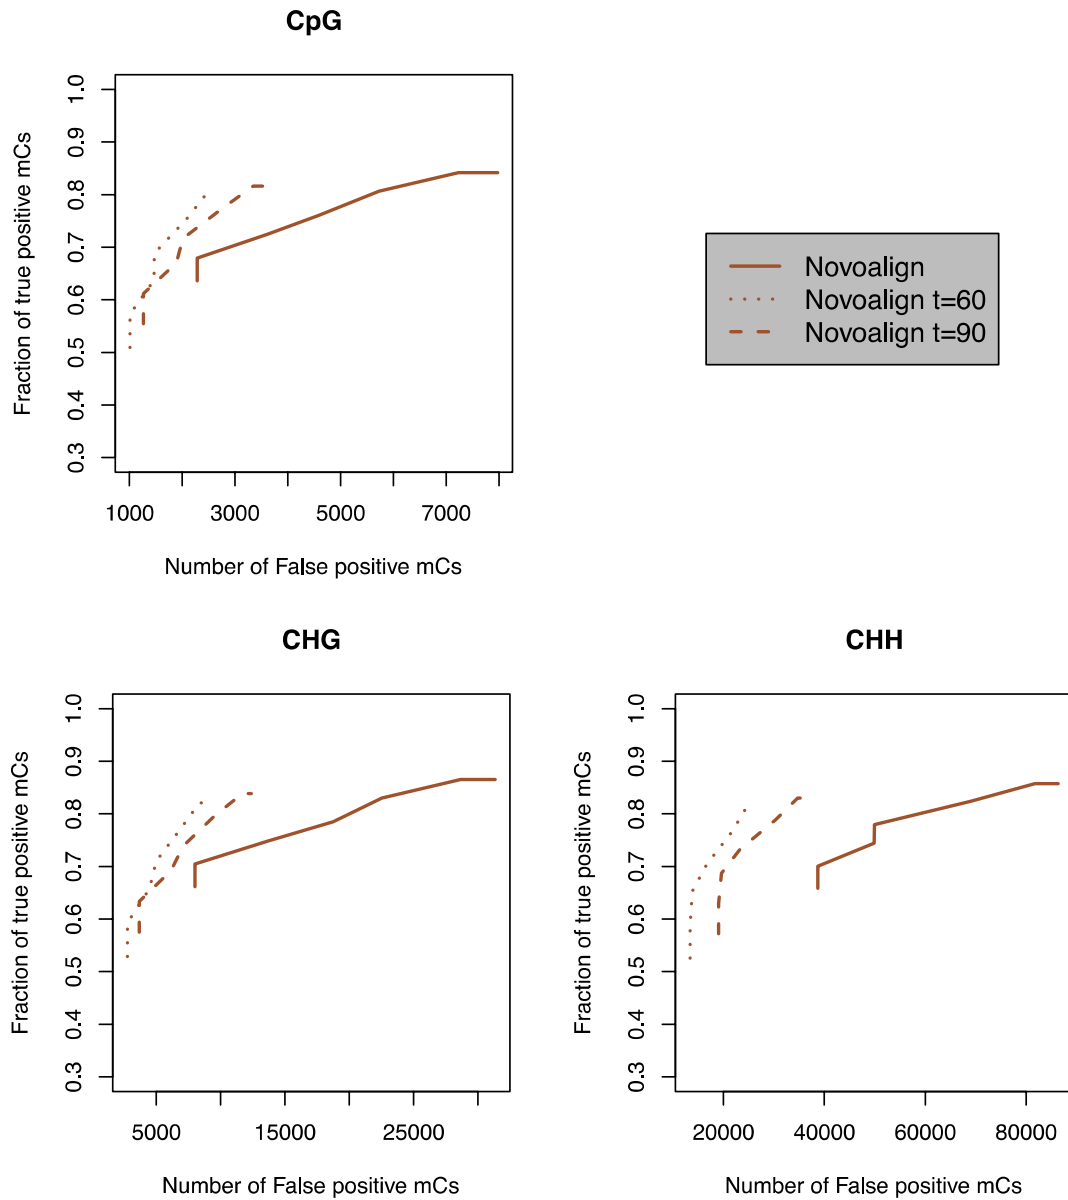 CpG
Fraction of true positive mCs
1.0
0.9
0.8
0.7
0.6
0.5
0.4
0.3
1000 3000 5000 7000
Number of False positive mCs
Novoalign
Novoalign t=60
Novoalign t=90
CHG
Fraction of true positive mCs
1.0
0.9
0.8
0.7
0.6
0.5
0.4
0.3
5000 15000 25000
Number of False positive mCs
CHH
Fraction of true positive mCs
1.0
0.9
0.8
0.7
0.6
0.5
0.4
0.3
20000 40000 60000 80000
Number of False positive mCs